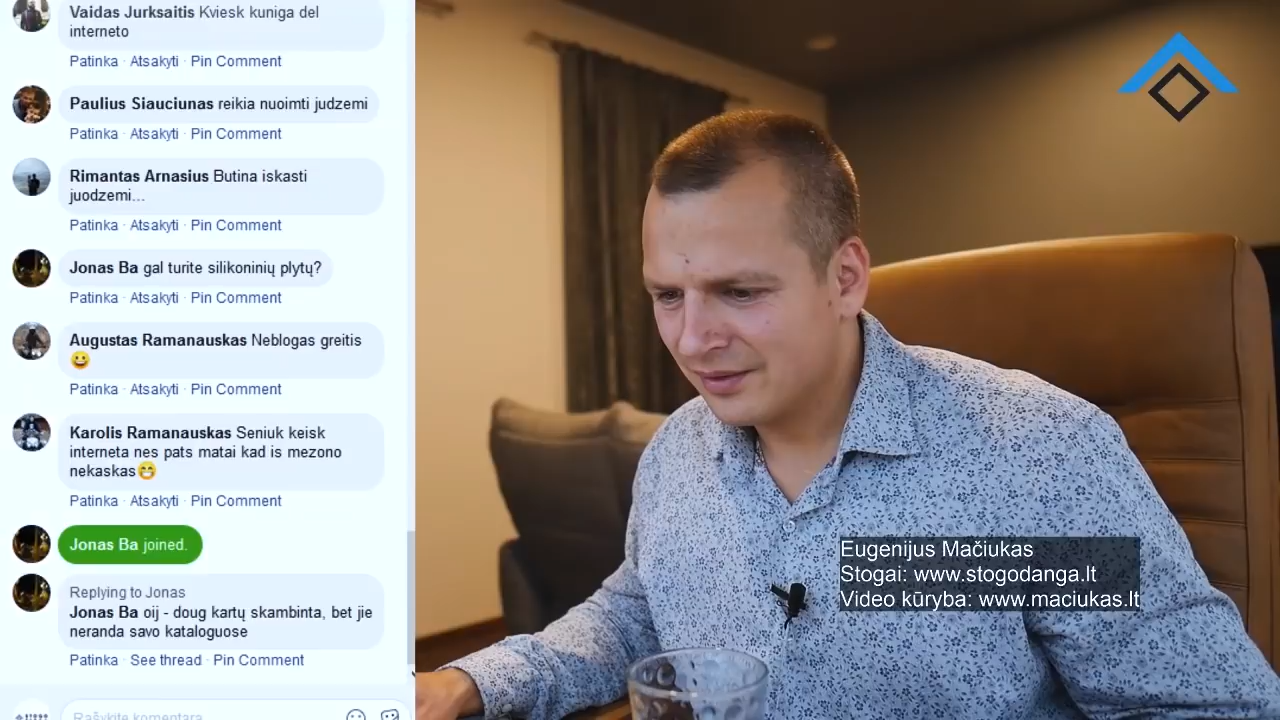 Vaidas Jurksaitis Kviesk kuniga del
interneto
Patinka · Atsakyti · Pin Comment
Paulius Siauciunas reikia nuoimti judzemi
Patinka · Atsakyti · Pin Comment
Rimantas Arnasius Butina iskasti
juodzemi...
Patinka · Atsakyti · Pin Comment
Jonas Ba gal turite silikoninių plytų?
Patinka · Atsakyti · Pin Comment
Augustas Ramanauskas Neblogas greitis
😀
Patinka · Atsakyti · Pin Comment
Karolis Ramanauskas Seniuk keisk
interneta nes pats matai kad is mezono
nekaskas😁
Patinka · Atsakyti · Pin Comment
Jonas Ba joined.
Replying to Jonas
Jonas Ba oij - doug kartų skambinta, bet jie
neranda savo kataloguose
Patinka · See thread · Pin Comment
Rašykite komentarą
Eugenijus Mačiukas
Stogai: www.stogodanga.lt
Video kūryba: www.maciukas.lt